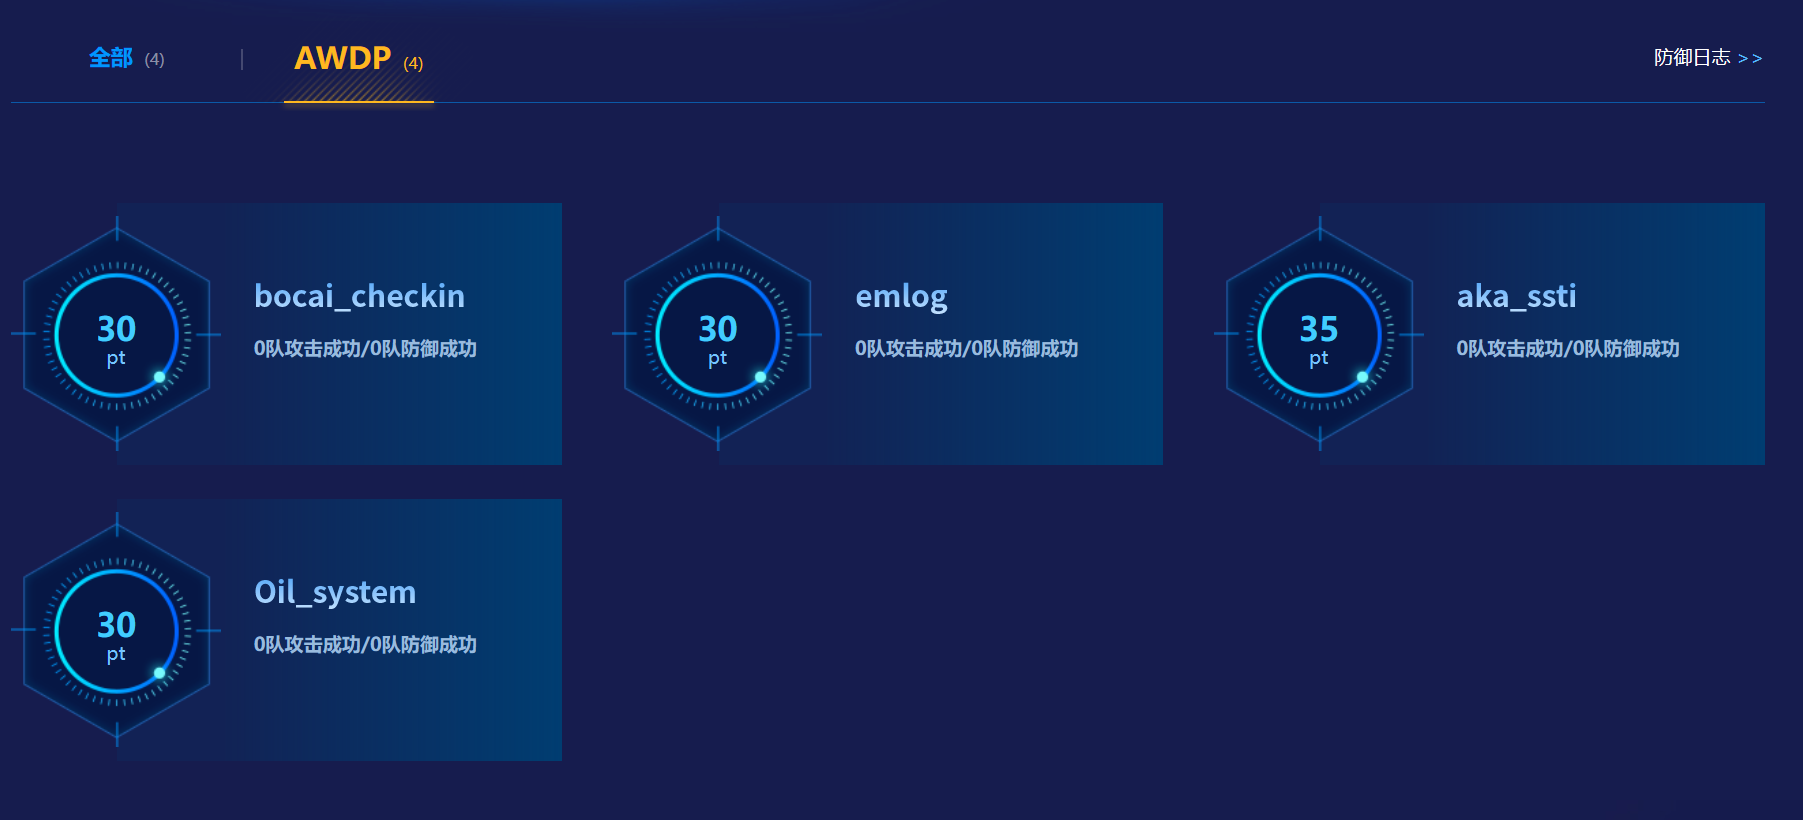 全部 (4) | AWDP (4) 防御日志 >>
30 pt
bocai_checkin
0队攻击成功/0队防御成功
30 pt
emlog
0队攻击成功/0队防御成功
35 pt
aka_ssti
0队攻击成功/0队防御成功
30 pt
Oil_system
0队攻击成功/0队防御成功